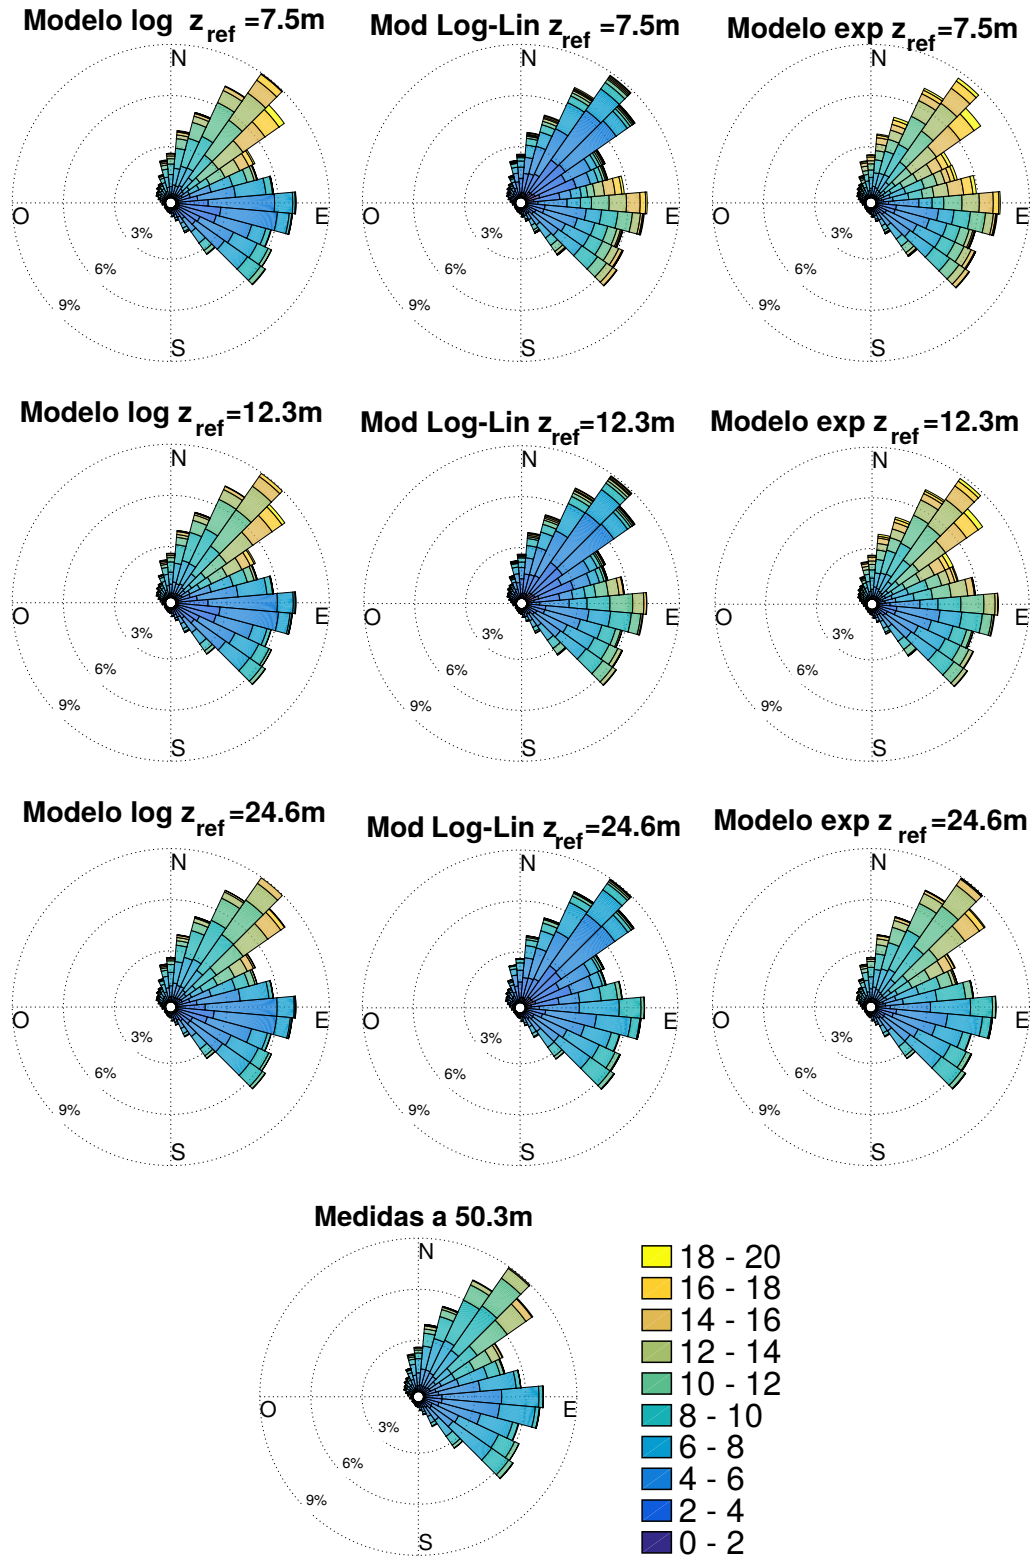 Modelo log z_ref =7.5m
Mod Log-Lin z_ref =7.5m
Modelo exp z_ref =7.5m
N
O
E
S
3%
6%
9%
N
O
E
S
3%
6%
9%
N
O
E
S
3%
6%
9%
Modelo log z_ref =12.3m
Mod Log-Lin z_ref =12.3m
Modelo exp z_ref =12.3m
N
O
E
S
3%
6%
9%
N
O
E
S
3%
6%
9%
N
O
E
S
3%
6%
9%
Modelo log z_ref =24.6m
Mod Log-Lin z_ref =24.6m
Modelo exp z_ref =24.6m
N
O
E
S
3%
6%
9%
N
O
E
S
3%
6%
9%
N
O
E
S
3%
6%
9%
Medidas a 50.3m
N
O
E
S
3%
6%
9%
18 - 20
16 - 18
14 - 16
12 - 14
10 - 12
8 - 10
6 - 8
4 - 6
2 - 4
0 - 2